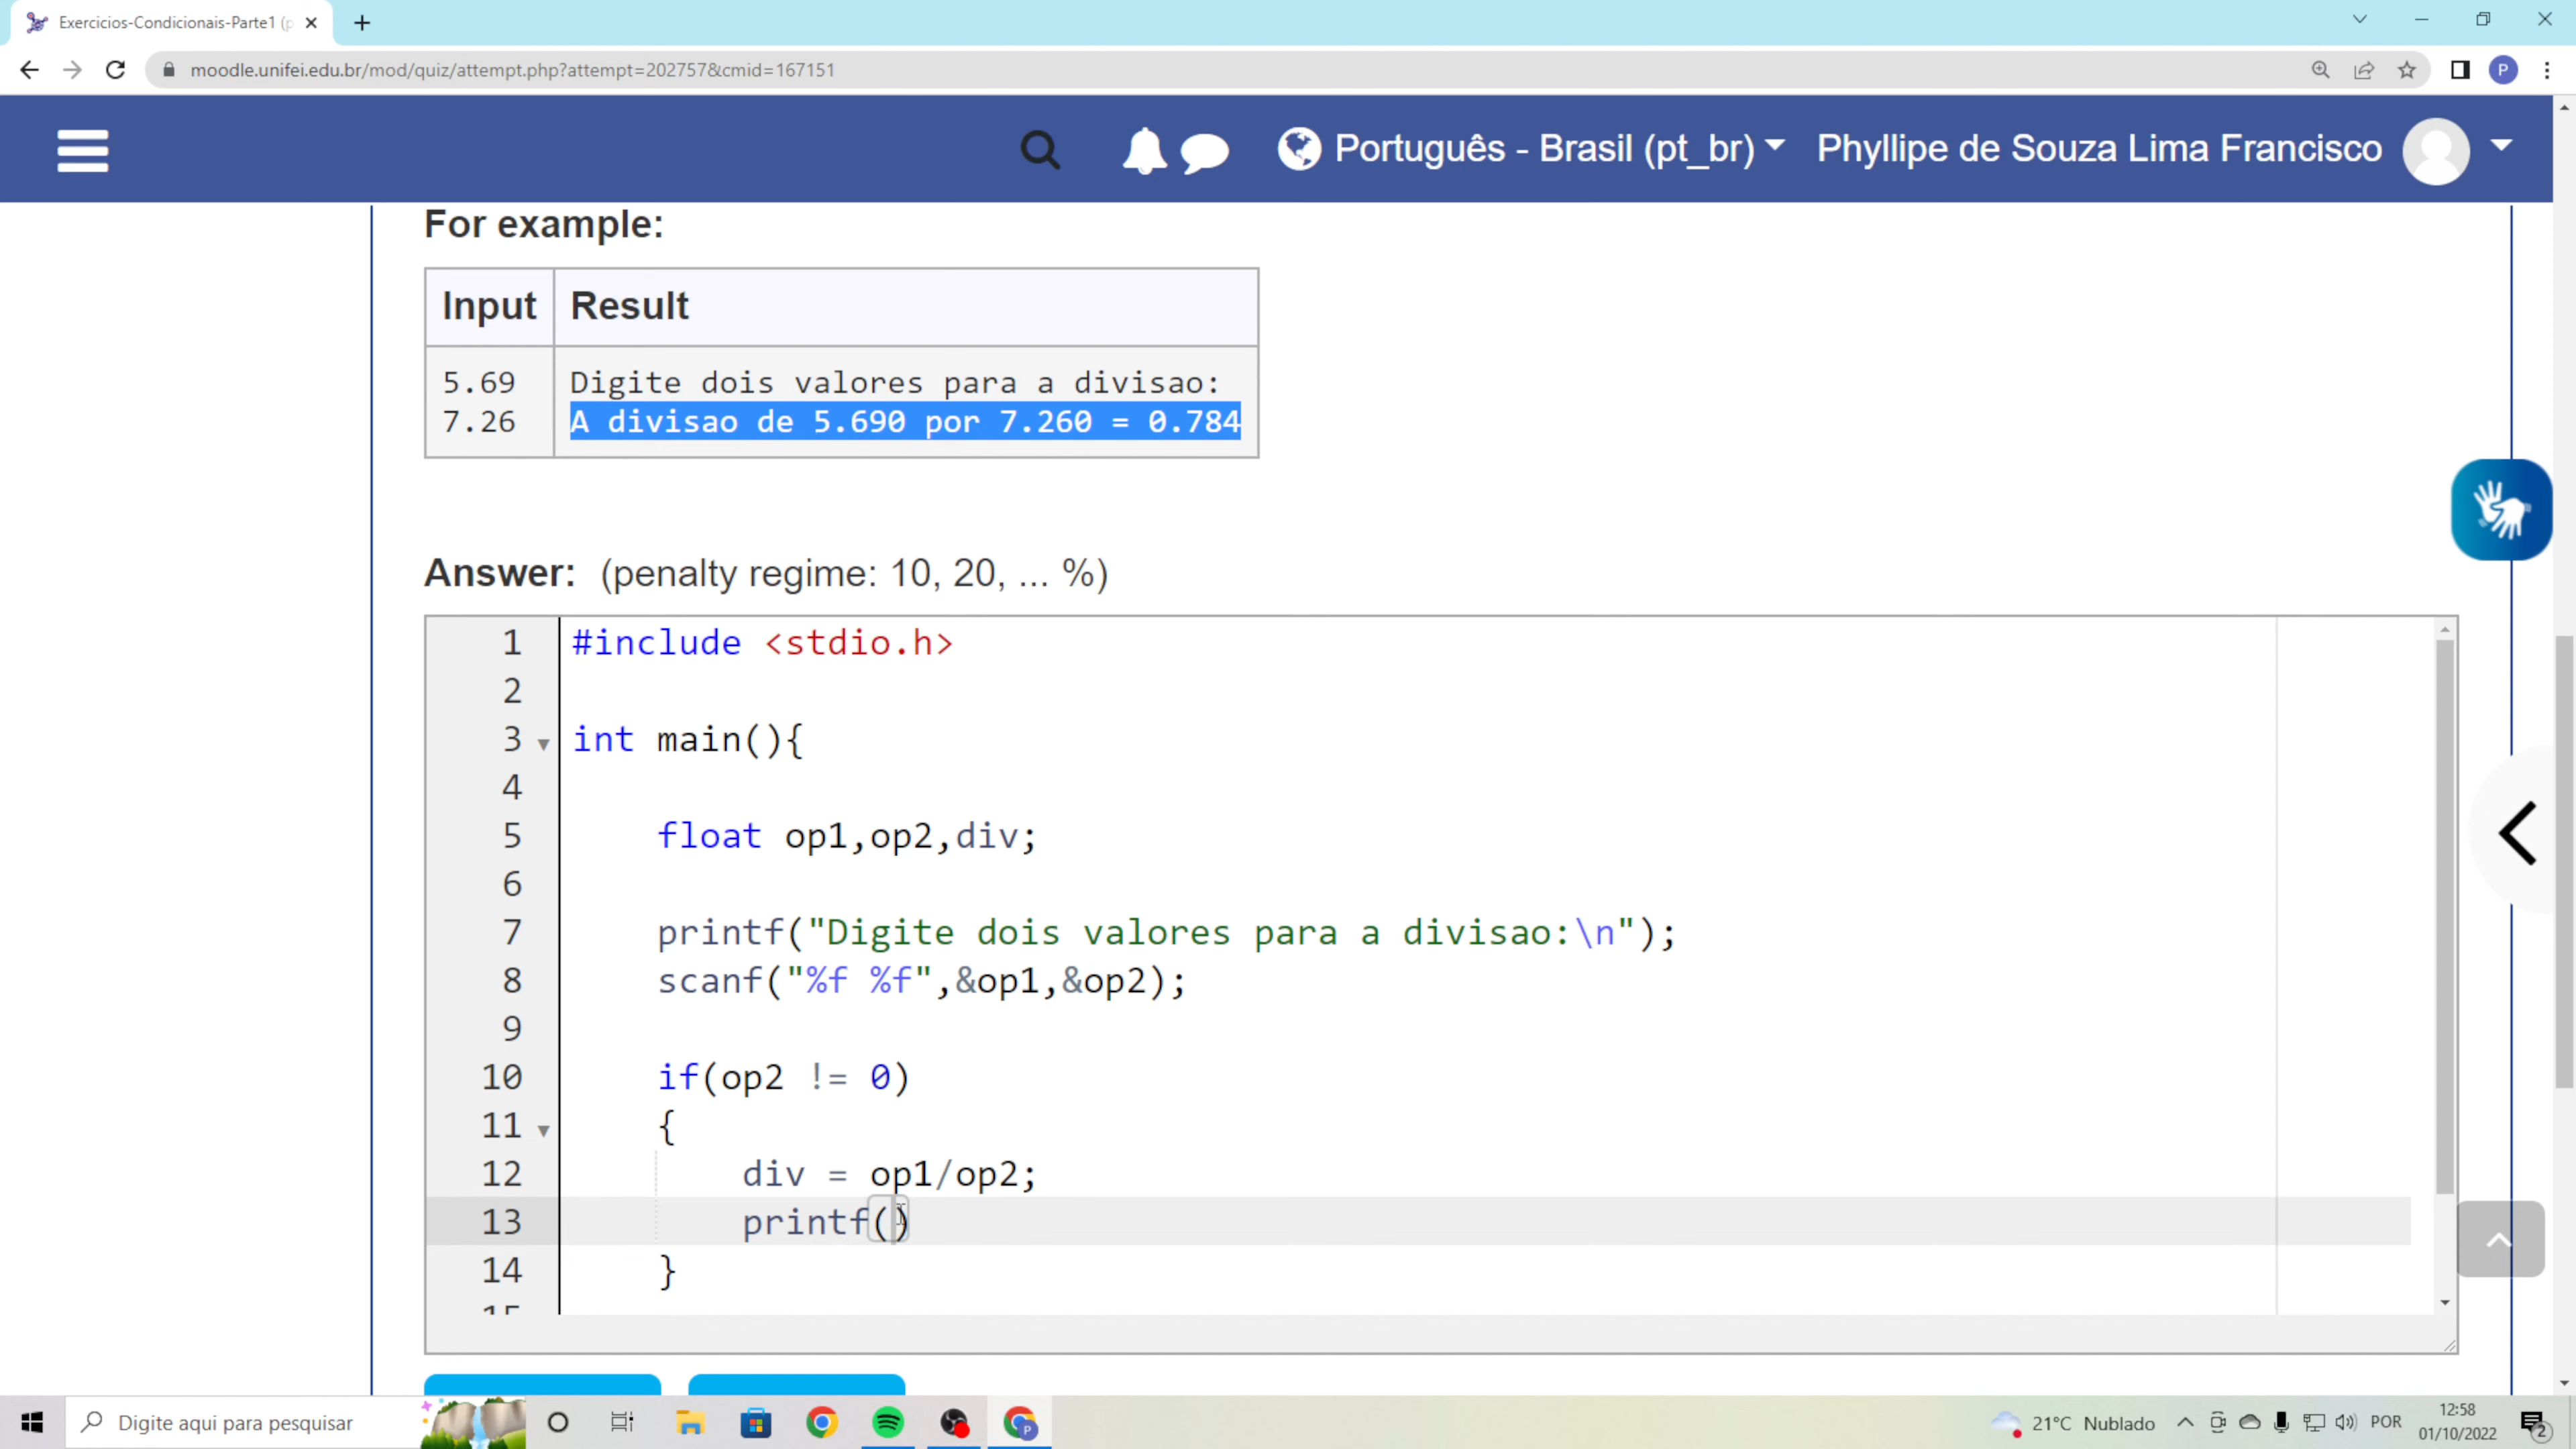 Exercicios-Condicionais-Parte1 (p
moodle.unifei.edu.br/mod/quiz/attempt.php?attempt=202757&cmid=167151
P
Português - Brasil (pt_br)
Phyllipe de Souza Lima Francisco
For example:
Input Result
5.69 Digite dois valores para a divisao:
7.26 A divisao de 5.690 por 7.260 = 0.784
Answer: (penalty regime: 10, 20, ... %)
1 #include <stdio.h>
2
3 int main(){
4
5 float op1,op2,div;
6
7 printf("Digite dois valores para a divisao:\n");
8 scanf("%f %f",&op1,&op2);
9
10 if(op2 != 0)
11 {
12 div = op1/op2;
13 printf()
14 }
15
Digite aqui para pesquisar
21°C Nublado
POR
12:58
01/10/2022
2